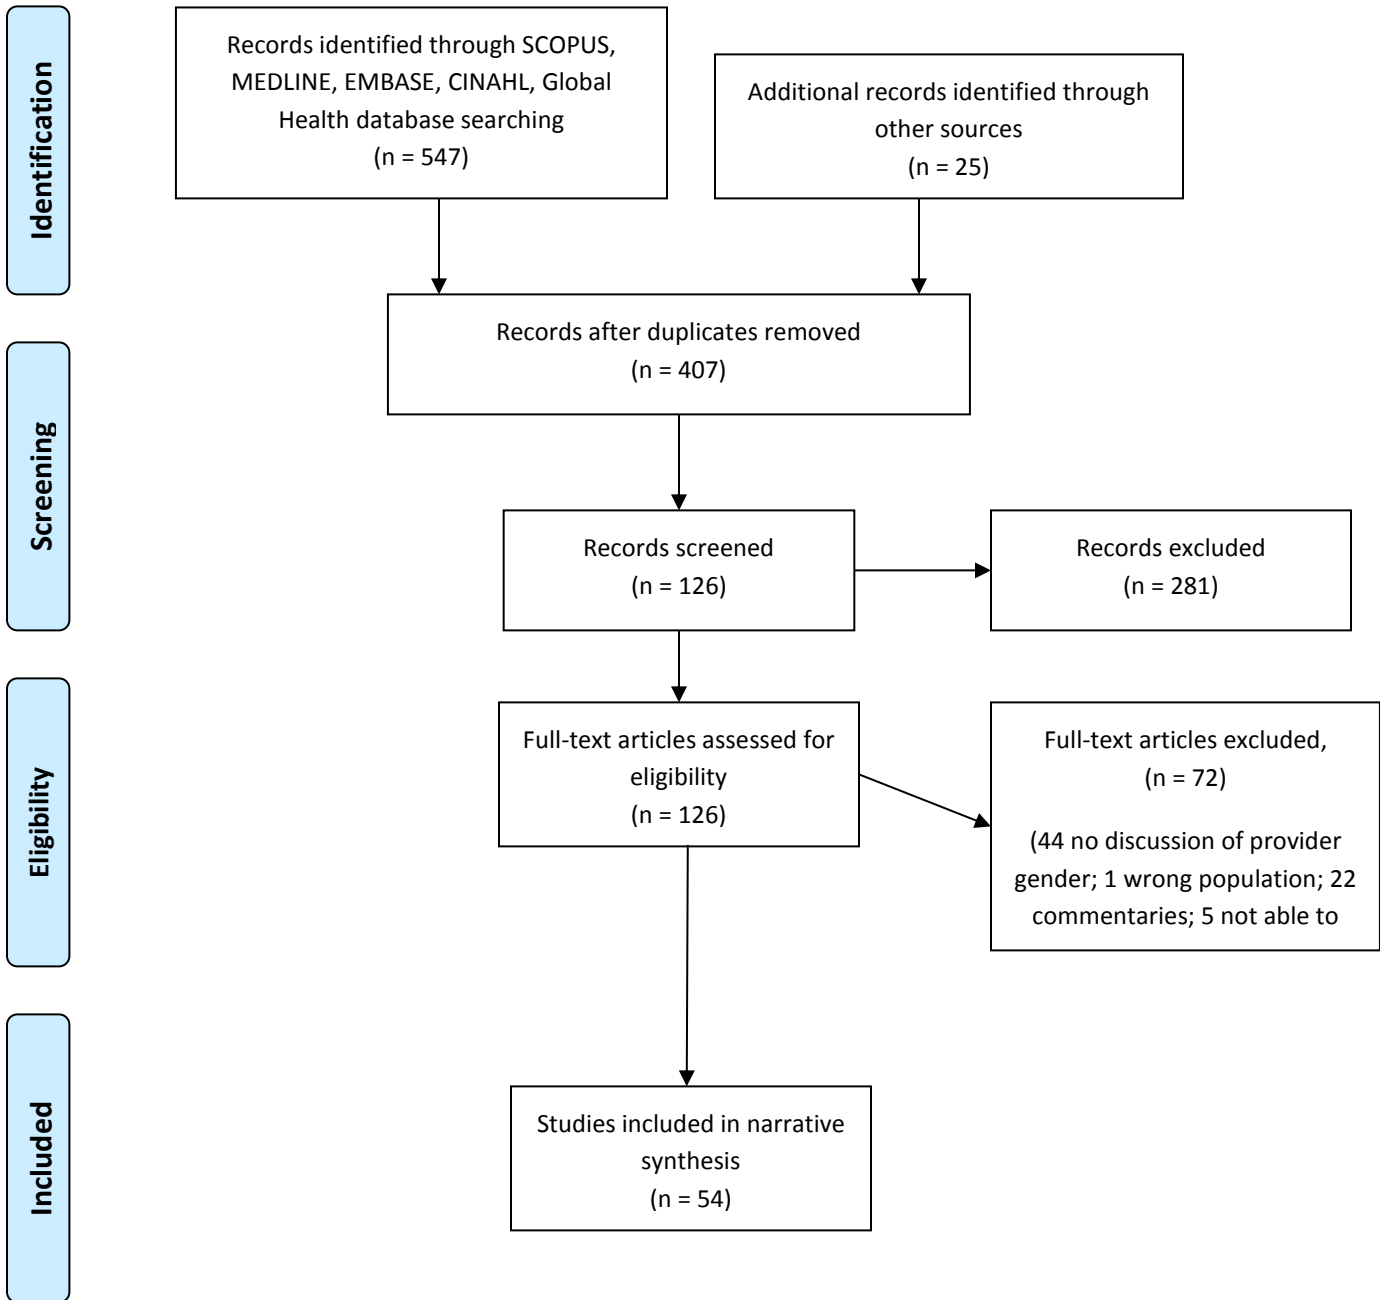 Identification
Records identified through SCOPUS,
MEDLINE, EMBASE, CINAHL, Global
Health database searching
(n = 547)
Additional records identified through
other sources
(n = 25)
Records after duplicates removed
(n = 407)
Screening
Records screened
(n = 126)
Records excluded
(n = 281)
Eligibility
Full-text articles assessed for
eligibility
(n = 126)
Full-text articles excluded,
(n = 72)
(44 no discussion of provider
gender; 1 wrong population; 22
commentaries; 5 not able to
Included
Studies included in narrative
synthesis
(n = 54)